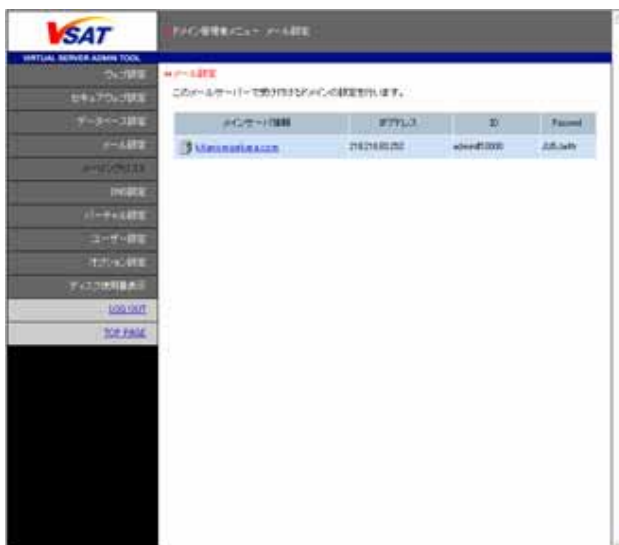 VSAT
VIRTUAL SERVER ADMIN TOOL
ドメイン管理者メニュー メール設定
ウェブ設定
セキュアウェブ設定
データベース設定
メール設定
メーリングリスト
DNS設定
バーチャル設定
ユーザー設定
オプション設定
ディスク使用量表示
LOG OUT
TOP PAGE
メール設定
このメールサーバーで受け付けるドメインの設定を行います。
メインサーバ情報 IPアドレス ID Passwd